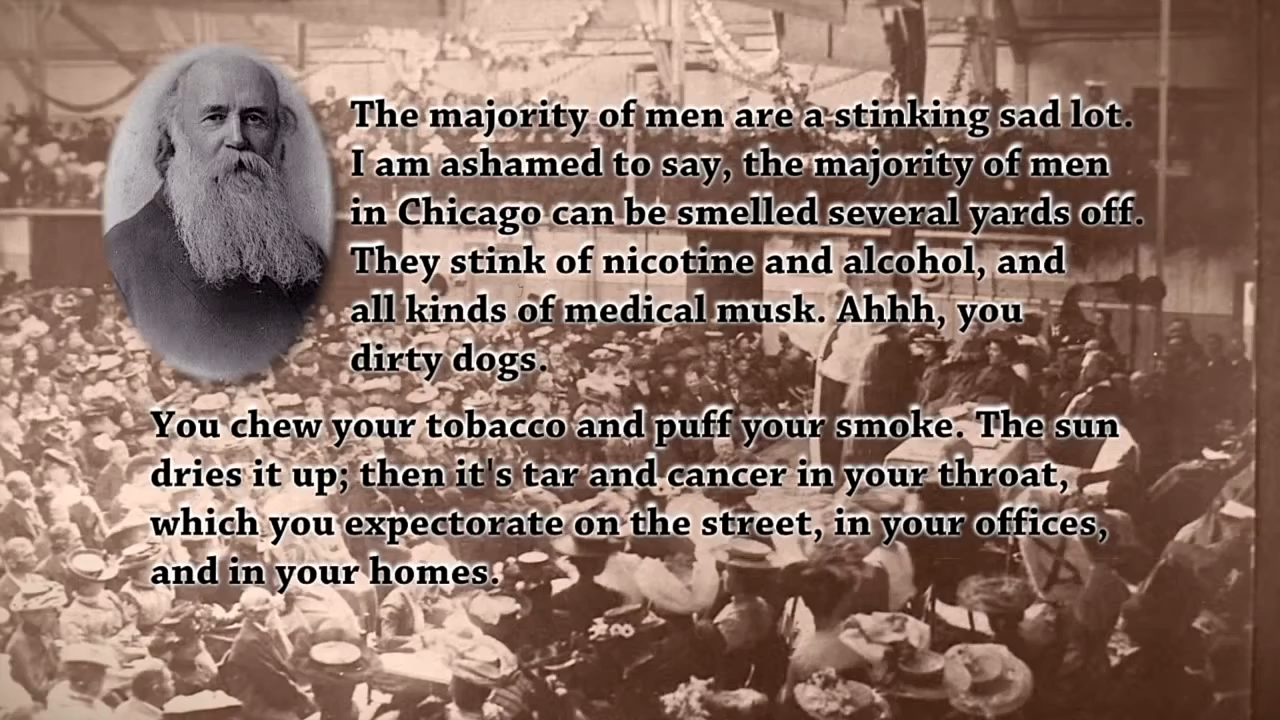 The majority of men are a stinking sad lot.
I am ashamed to say, the majority of men
in Chicago can be smelled several yards off.
They stink of nicotine and alcohol, and
all kinds of medical musk. Ahhh, you
dirty dogs.
You chew your tobacco and puff your smoke. The sun
dries it up; then it's tar and cancer in your throat,
which you expectorate on the street, in your offices,
and in your homes.